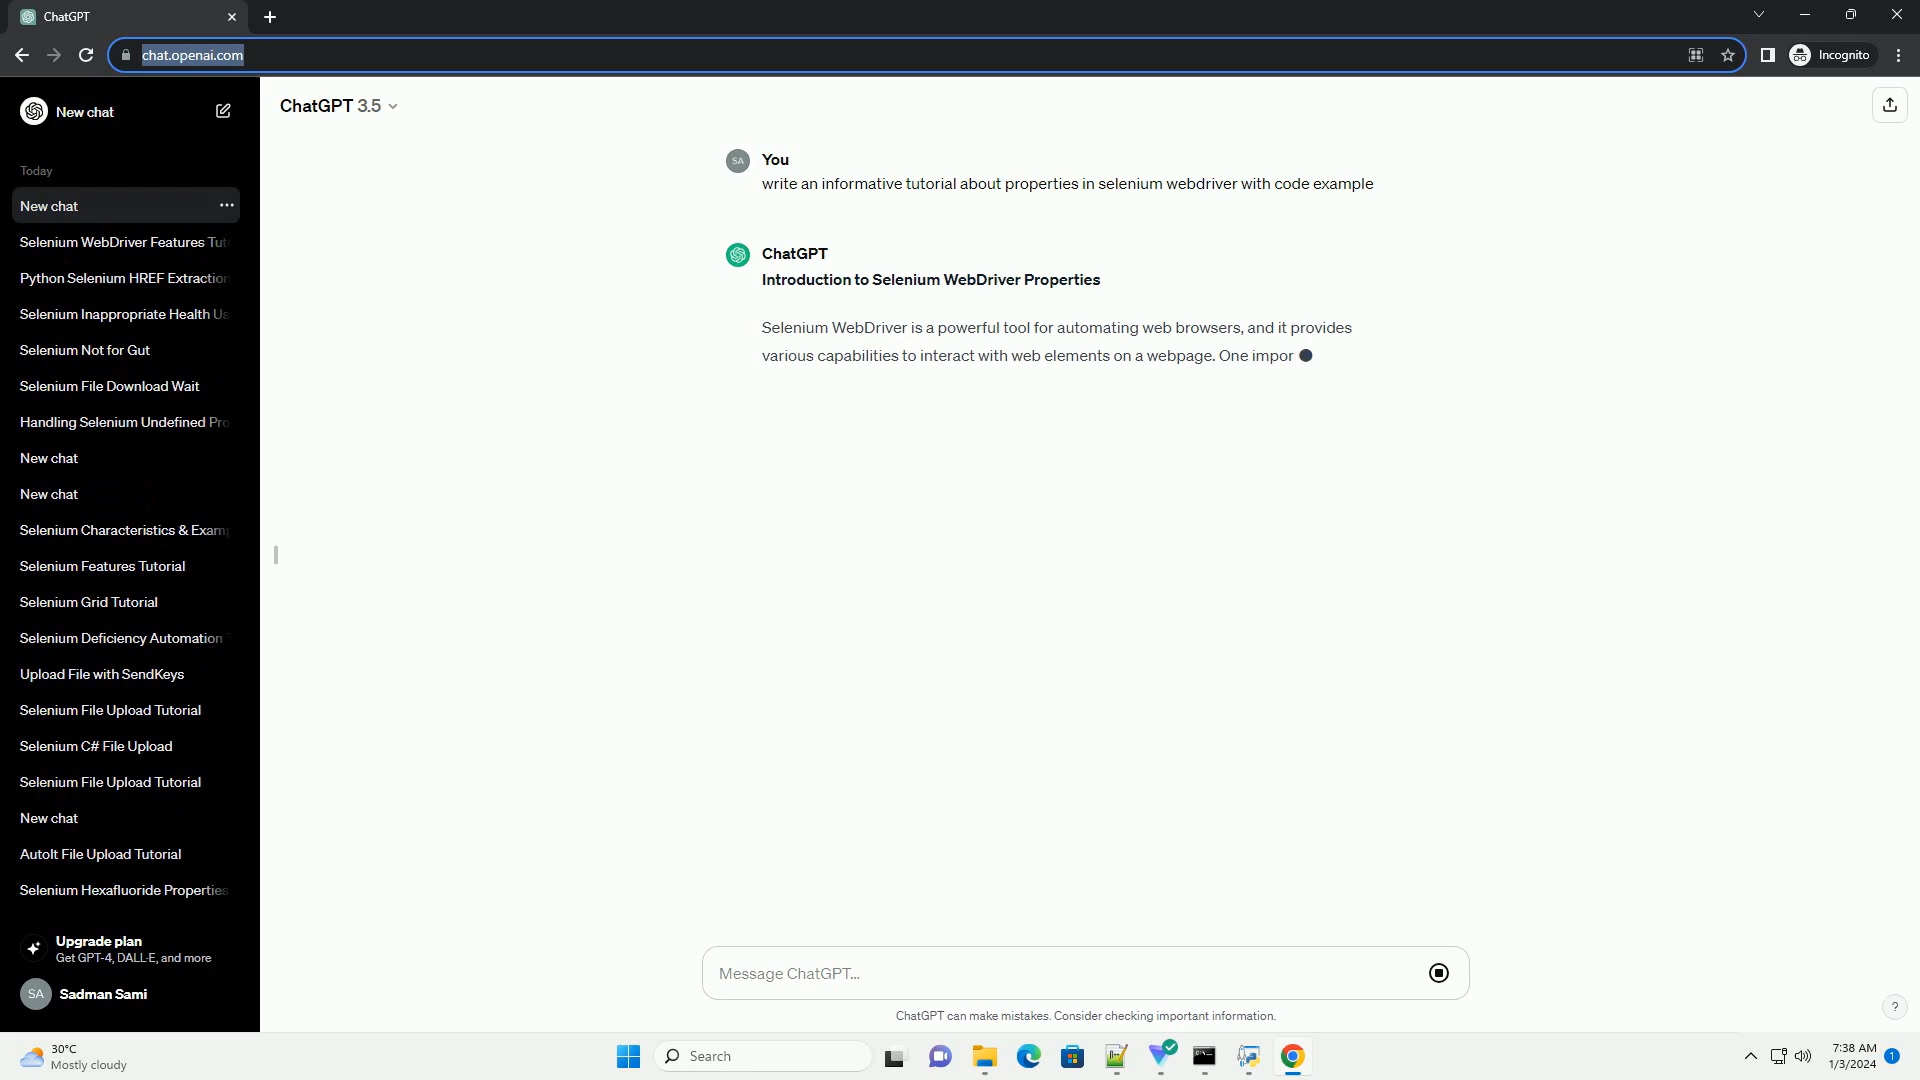 ChatGPT
chat.openai.com
Incognito
New chat
Today
New chat
Selenium WebDriver Features Tut
Python Selenium HREF Extraction
Selenium Inappropriate Health Us
Selenium Not for Gut
Selenium File Download Wait
Handling Selenium Undefined Pro
New chat
New chat
Selenium Characteristics & Examp
Selenium Features Tutorial
Selenium Grid Tutorial
Selenium Deficiency Automation T
Upload File with SendKeys
Selenium File Upload Tutorial
Selenium C# File Upload
Selenium File Upload Tutorial
New chat
AutoIt File Upload Tutorial
Selenium Hexafluoride Properties
Upgrade plan
Get GPT-4, DALL·E, and more
SA Sadman Sami
ChatGPT 3.5
SA You
write an informative tutorial about properties in selenium webdriver with code example
ChatGPT
Introduction to Selenium WebDriver Properties
Selenium WebDriver is a powerful tool for automating web browsers, and it provides
various capabilities to interact with web elements on a webpage. One impor
Message ChatGPT...
ChatGPT can make mistakes. Consider checking important information.
?
30°C
Mostly cloudy
Search
7:38 AM
1/3/2024
1